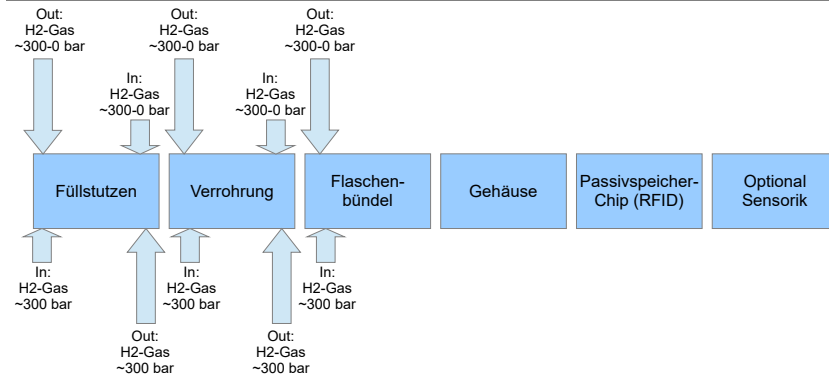 Out:
H2-Gas
~300-0 bar
Out:
H2-Gas
~300-0 bar
Out:
H2-Gas
~300-0 bar
In:
H2-Gas
~300-0 bar
In:
H2-Gas
~300-0 bar
Füllstutzen
Verrohrung
Flaschen-
bündel
Gehäuse
Passivspeicher-
Chip (RFID)
Optional
Sensorik
In:
H2-Gas
~300 bar
In:
H2-Gas
~300 bar
In:
H2-Gas
~300 bar
Out:
H2-Gas
~300 bar
Out:
H2-Gas
~300 bar